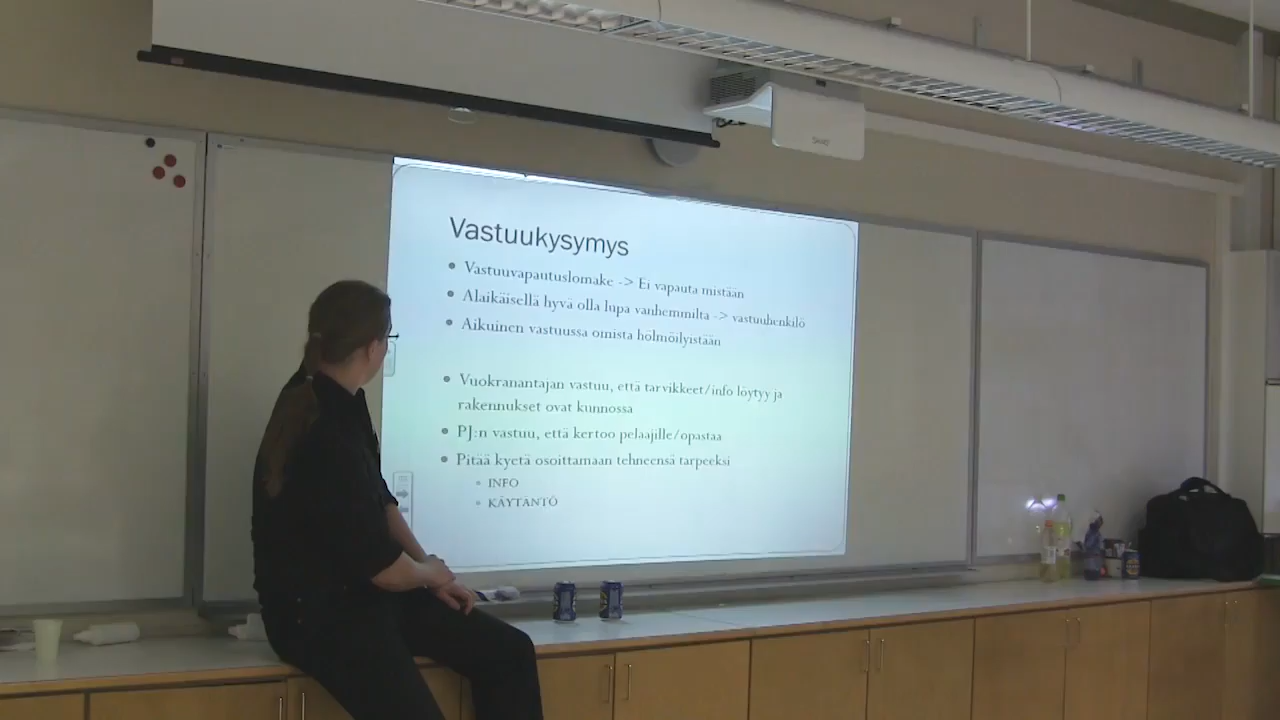 Vastuukysymys
Vastuuvapautuslomake -> Ei vapauta mistään
Alaikäisellä hyvä olla lupa vanhemmilta -> vastuuhenkilö
Aikuinen vastuussa omista hölmöilyistään
Vuokranantajan vastuu, että tarvikkeet/info löytyy ja
rakennukset ovat kunnossa
PJ:n vastuu, että kertoo pelaajille/opastaa
Pitää kyetä osoittamaan tehneensä tarpeeksi
INFO
KÄYTÄNTÖ